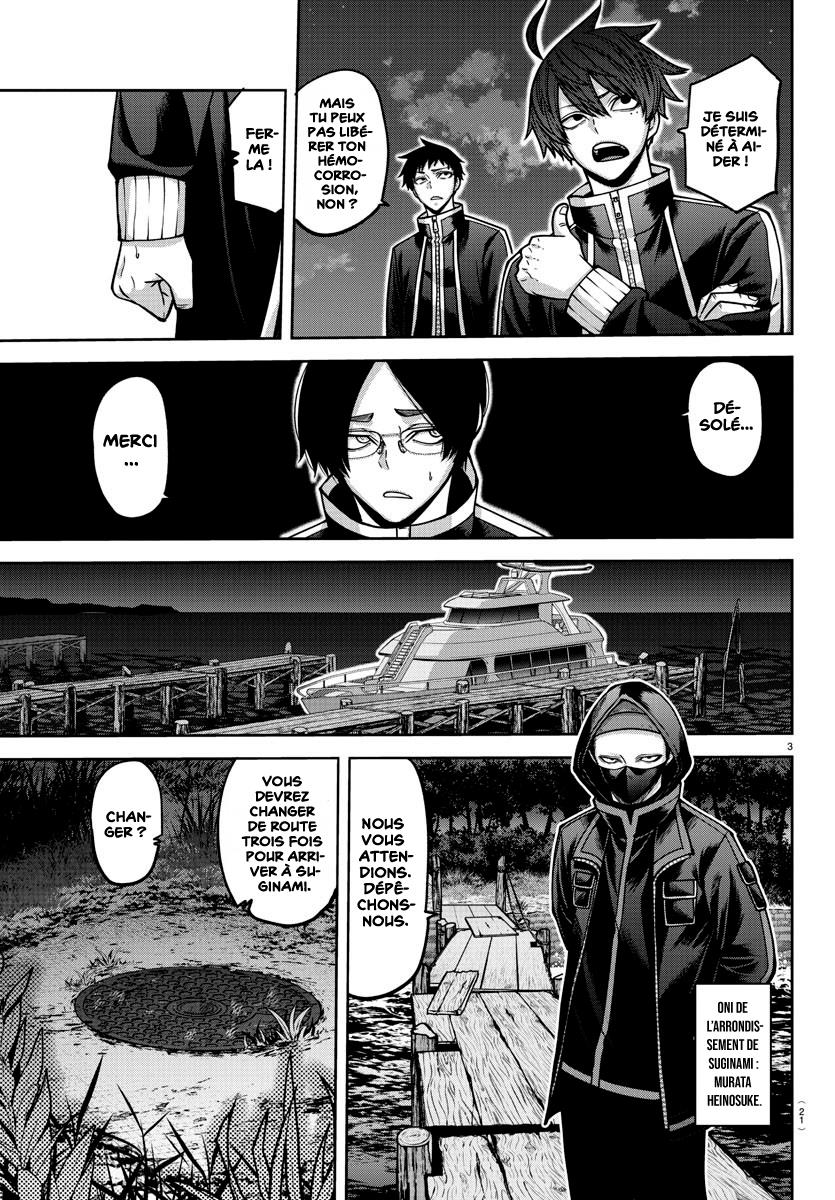 JE SUIS
DÉTERMI-
NÉ À AI-
DER !
MAIS
TU PEUX
PAS LIBÉ-
RER TON
HÉMO-
CORRO-
SION,
NON ?
FER-
ME LA !
DÉ-
SOLÉ...
MERCI
...
3
NOUS
VOUS
ATTEN-
DIONS.
DÉPÊ-
CHONS-
NOUS.
VOUS
DEVREZ
CHANGER
DE ROUTE
TROIS FOIS
POUR ARRI-
VER À SU-
GINAMI.
CHAN-
GER ?
ONI DE
L'ARRONDIS-
SEMENT DE
SUGINAMI :
MURATA
HEINOSUKE.
(21)